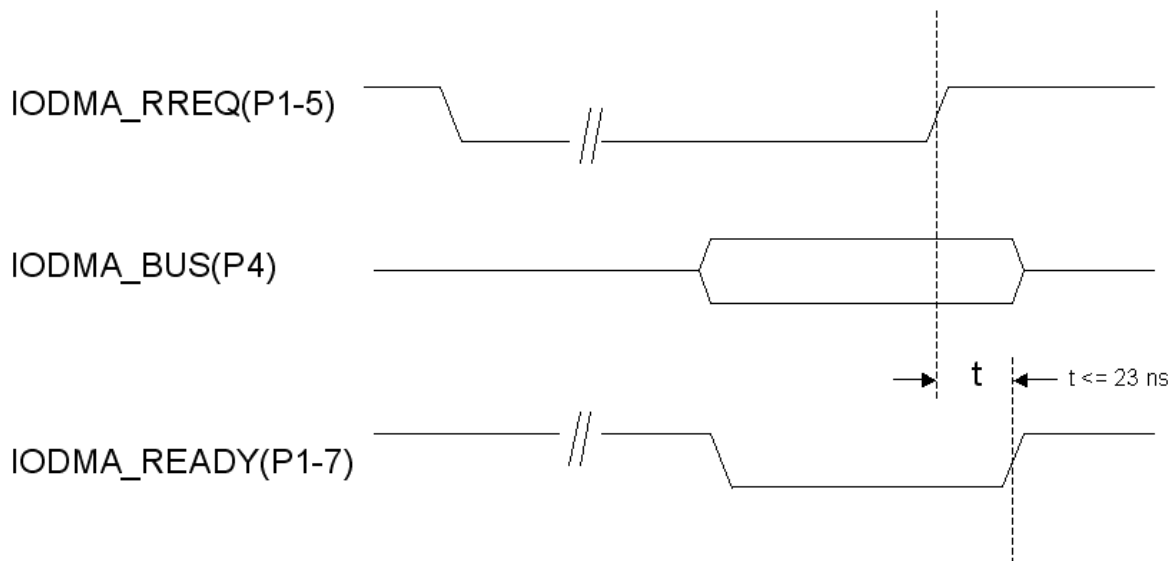 IODMA_RREQ(P1-5)
IODMA_BUS(P4)
t
t <= 23 ns
IODMA_READY(P1-7)